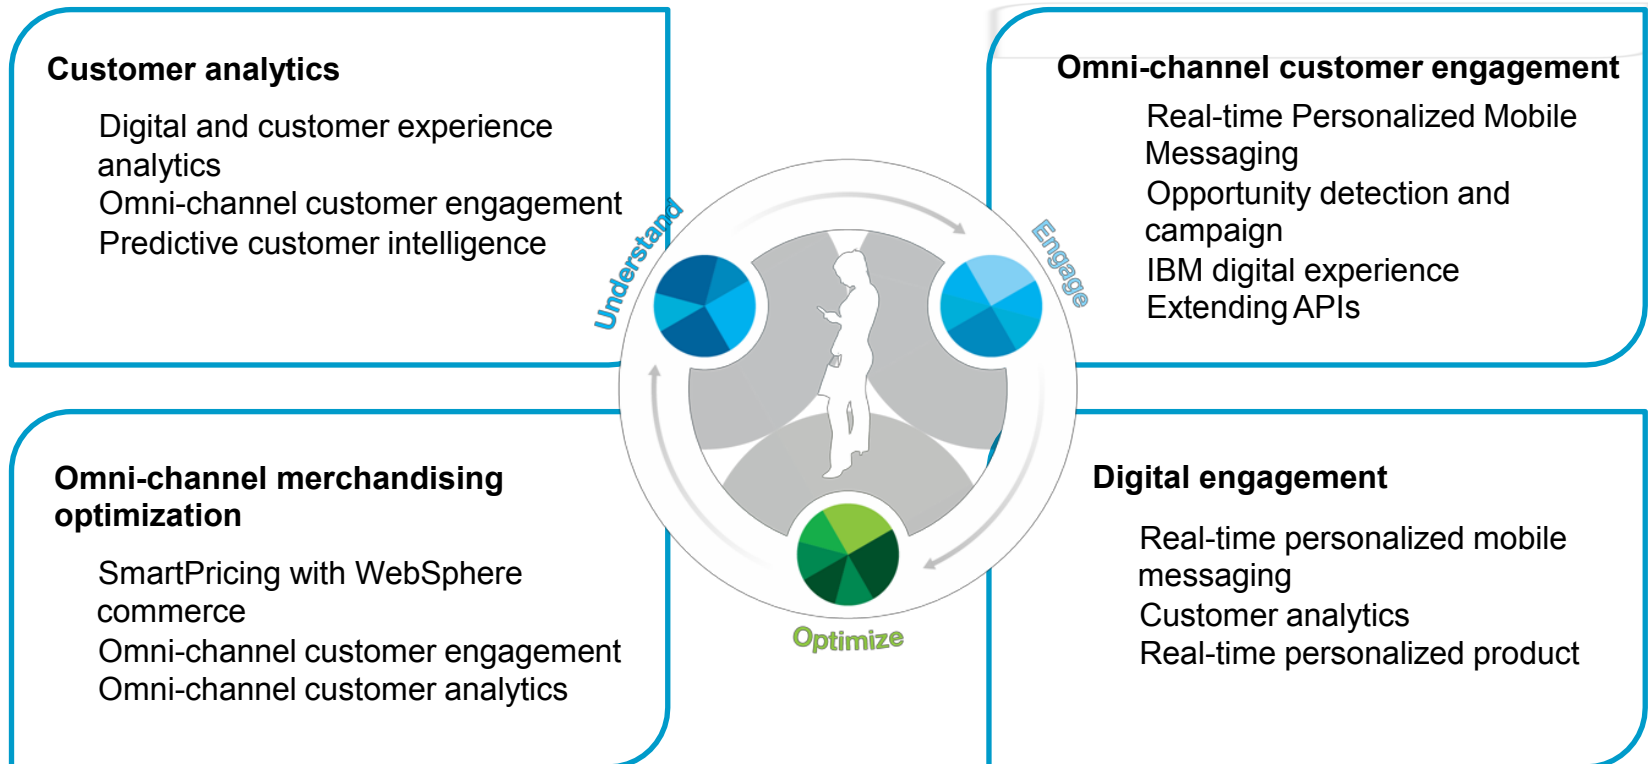 Customer analytics
Digital and customer experience
analytics
Omni-channel customer engagement
Predictive customer intelligence
Omni-channel customer engagement
Real-time Personalized Mobile
Messaging
Opportunity detection and
campaign
IBM digital experience
Extending APIs
Understand
Engage
Optimize
Omni-channel merchandising
optimization
SmartPricing with WebSphere
commerce
Omni-channel customer engagement
Omni-channel customer analytics
Digital engagement
Real-time personalized mobile
messaging
Customer analytics
Real-time personalized product